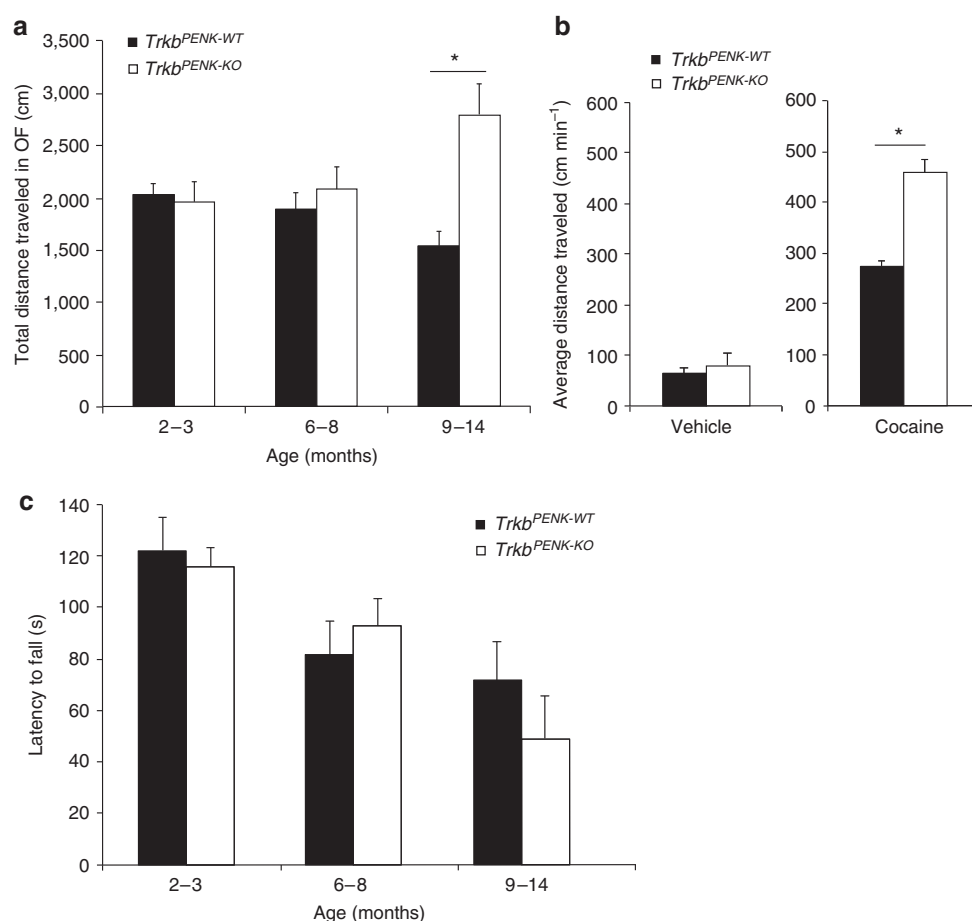 a
Total distance traveled in OF (cm)
3,500
3,000
2,500
2,000
1,500
1,000
500
0
Trkb^PENK-WT
Trkb^PENK-KO
*
2–3
6–8
9–14
Age (months)
b
Trkb^PENK-WT
Trkb^PENK-KO
Average distance traveled (cm min⁻¹)
600
500
400
300
200
100
0
Vehicle
600
500
400
300
200
100
0
*
Cocaine
c
Latency to fall (s)
140
120
100
80
60
40
20
0
Trkb^PENK-WT
Trkb^PENK-KO
2–3
6–8
9–14
Age (months)